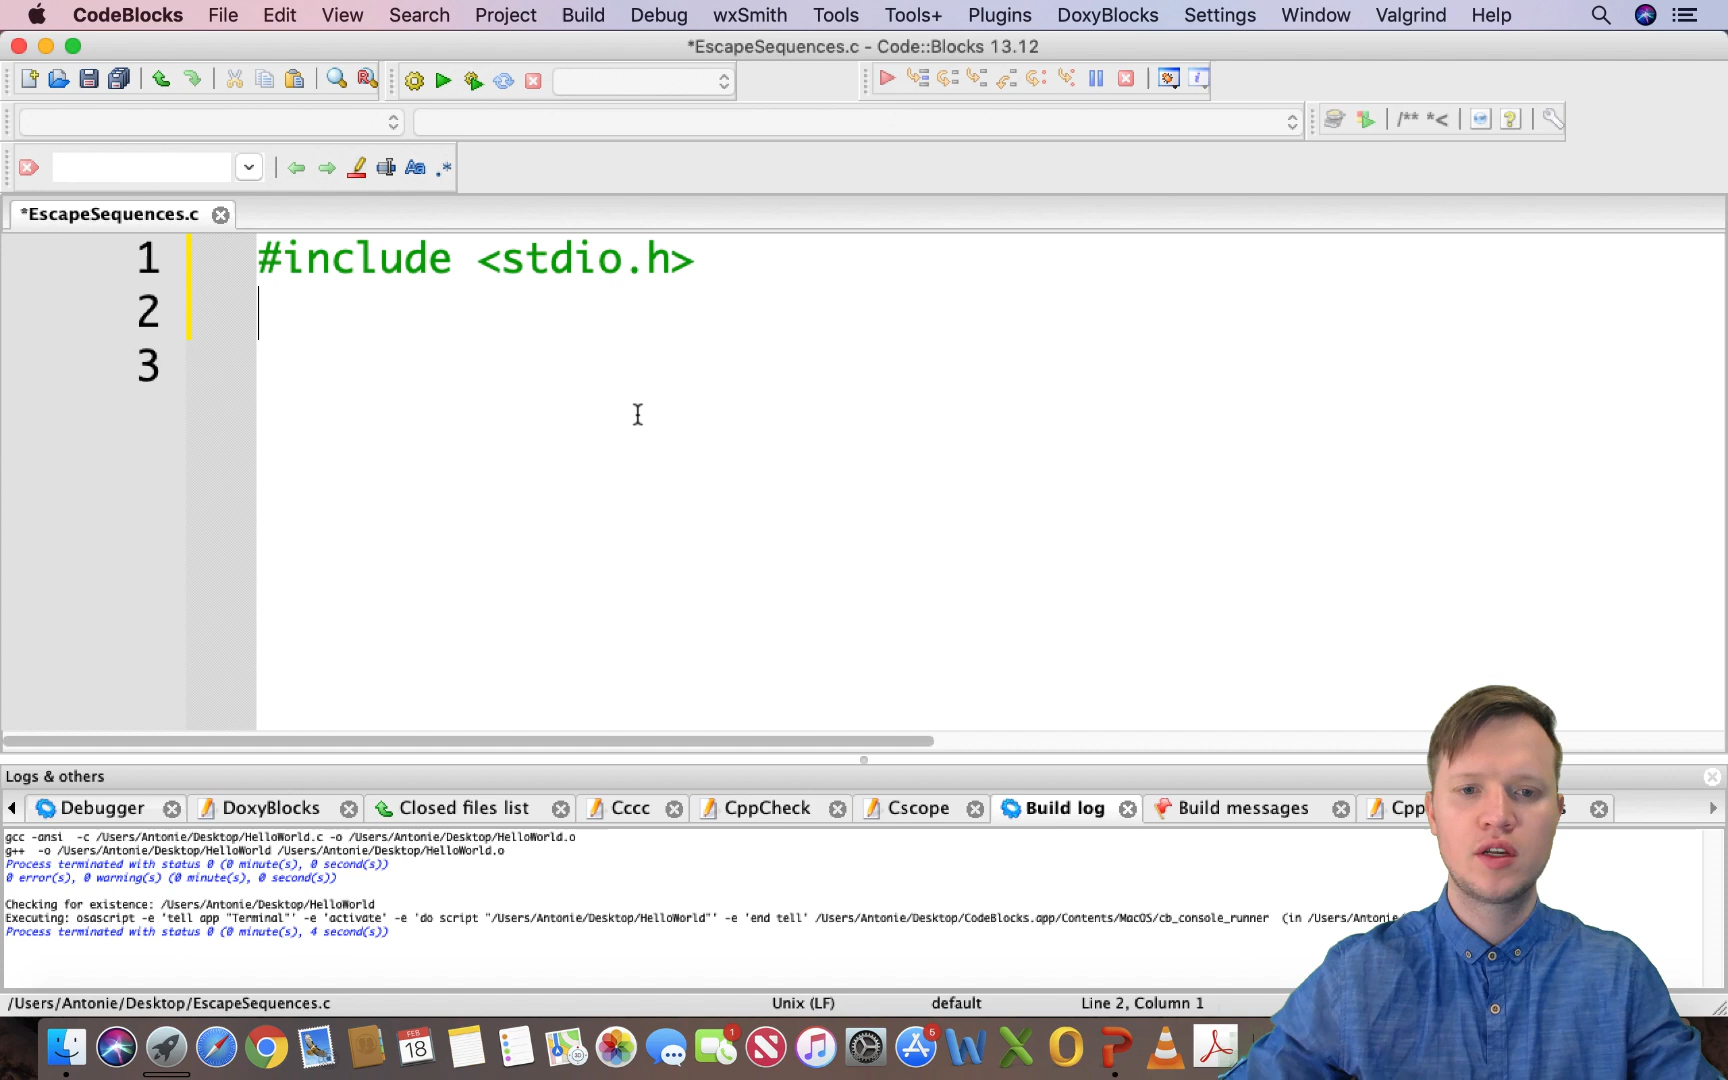 CodeBlocks File Edit View Search Project Build Debug wxSmith Tools Tools+ Plugins DoxyBlocks Settings Window Valgrind Help
*EscapeSequences.c - Code::Blocks 13.12
/** *<
Aa .*
*EscapeSequences.c
1 #include <stdio.h>
2
3
Logs & others
Debugger DoxyBlocks Closed files list Cccc CppCheck Cscope Build log Build messages Cpp
gcc -ansi -c /Users/Antonie/Desktop/HelloWorld.c -o /Users/Antonie/Desktop/HelloWorld.o
g++ -o /Users/Antonie/Desktop/HelloWorld /Users/Antonie/Desktop/HelloWorld.o
Process terminated with status 0 (0 minute(s), 0 second(s))
0 error(s), 0 warning(s) (0 minute(s), 0 second(s))
Checking for existence: /Users/Antonie/Desktop/HelloWorld
Executing: osascript -e 'tell app "Terminal"' -e 'activate' -e 'do script "/Users/Antonie/Desktop/HelloWorld"' -e 'end tell' /Users/Antonie/Desktop/CodeBlocks.app/Contents/MacOS/cb_console_runner (in /Users/Antonie
Process terminated with status 0 (0 minute(s), 4 second(s))
/Users/Antonie/Desktop/EscapeSequences.c Unix (LF) default Line 2, Column 1
FEB
18
1
5